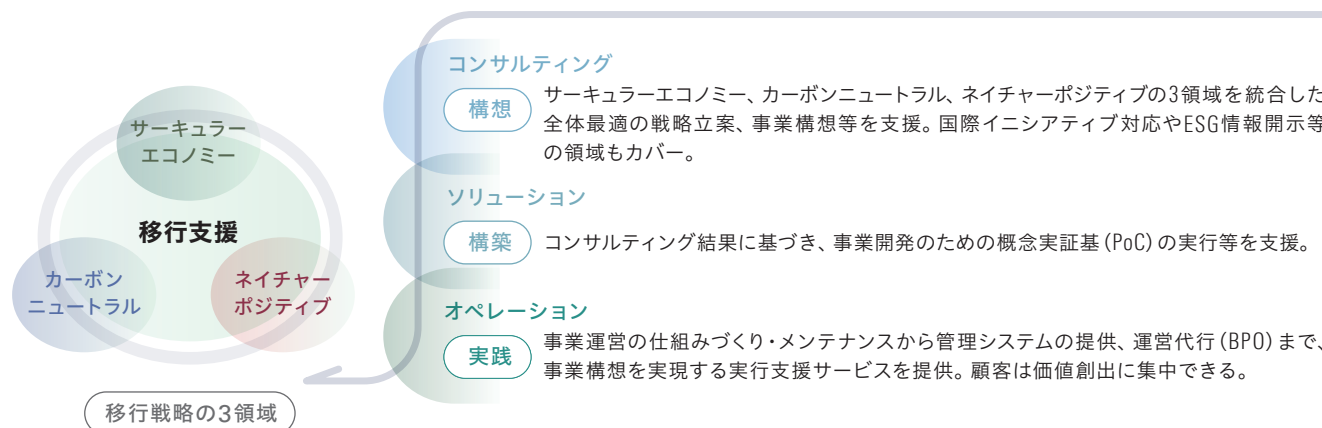 サーキュラー
エコノミー
移行支援
カーボン
ニュートラル
ネイチャー
ポジティブ
移行戦略の3領域
コンサルティング
構想
サーキュラーエコノミー、カーボンニュートラル、ネイチャーポジティブの3領域を統合した
全体最適の戦略立案、事業構想等を支援。国際イニシアティブ対応やESG情報開示等
の領域もカバー。
ソリューション
構築
コンサルティング結果に基づき、事業開発のための概念実証基(PoC)の実行等を支援。
オペレーション
実践
事業運営の仕組みづくり・メンテナンスから管理システムの提供、運営代行(BPO)まで、
事業構想を実現する実行支援サービスを提供。顧客は価値創出に集中できる。